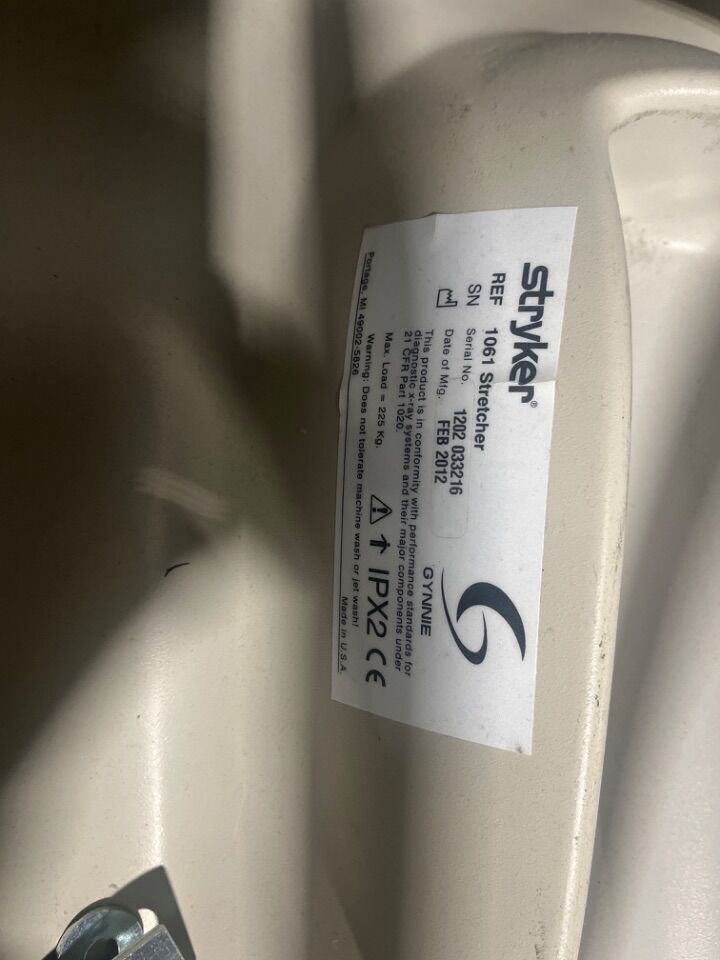 stryker®
REF 1061 Stretcher
SN Serial No. 1202 033216
Date of Mfg. FEB 2012
GYNNIE
This product is in conformity with performance standards for
diagnostic x-ray systems and their major components under
21 CFR Part 1020.
Max. Load = 225 Kg.
IPX2 CE
Warning: Does not tolerate machine wash or jet wash!
Portage, MI 49002-5826
Made in U.S.A.